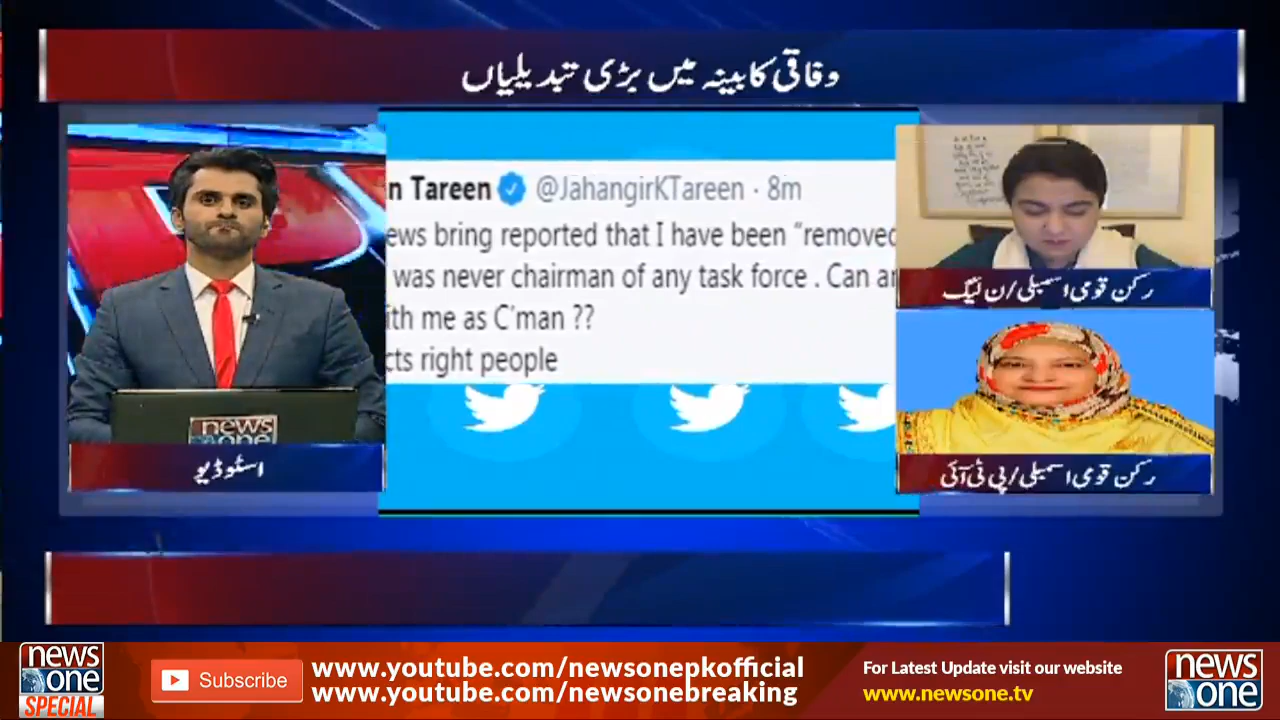 وفاقی کابینہ میں بڑی تبدیلیاں
n Tareen @JahangirKTareen · 8m
ews bring reported that I have been "removed
was never chairman of any task force . Can an
ith me as C'man ??
cts right people
رکن قومی اسمبلی/ن لیگ
news
one
اسٹوڈیو
رکن قومی اسمبلی/پی ٹی آئی
news
one
SPECIAL
Subscribe
www.youtube.com/newsonepkofficial
www.youtube.com/newsonebreaking
For Latest Update visit our website
www.newsone.tv
news
one